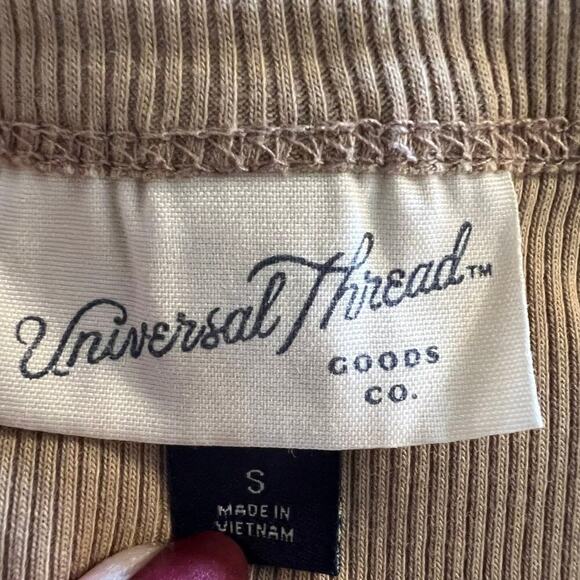 Universal Thread™
GOODS
CO.
S
MADE IN
VIETNAM